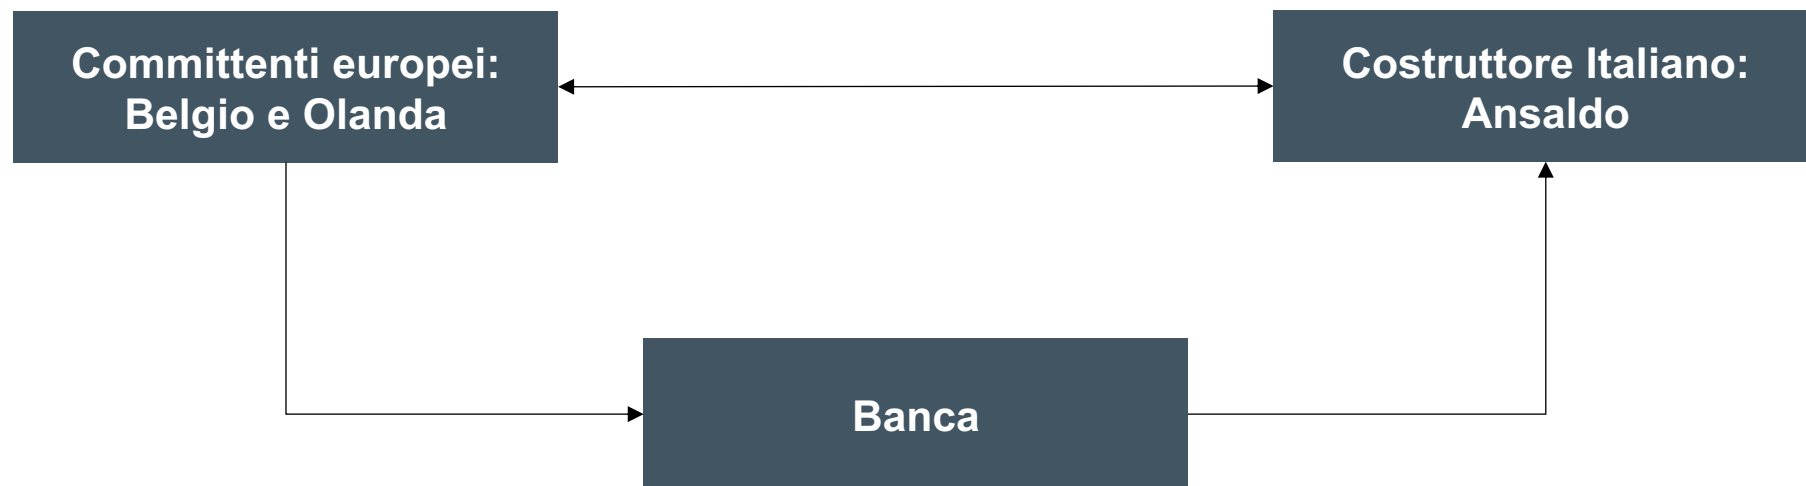 Committenti europei:
Belgio e Olanda
Costruttore Italiano:
Ansaldo
Banca